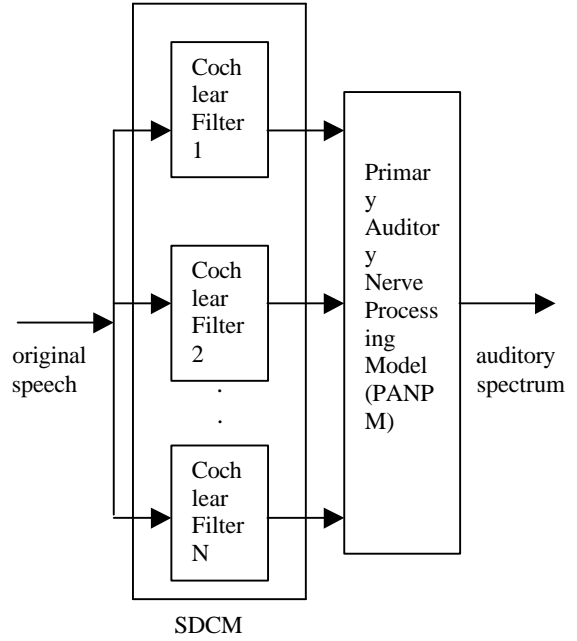 Coch
lear
Filter
1
Coch
lear
Filter
2
.
.
Coch
lear
Filter
N
original
speech
Primar
y
Auditor
y
Nerve
Process
ing
Model
(PANP
M)
auditory
spectrum
SDCM